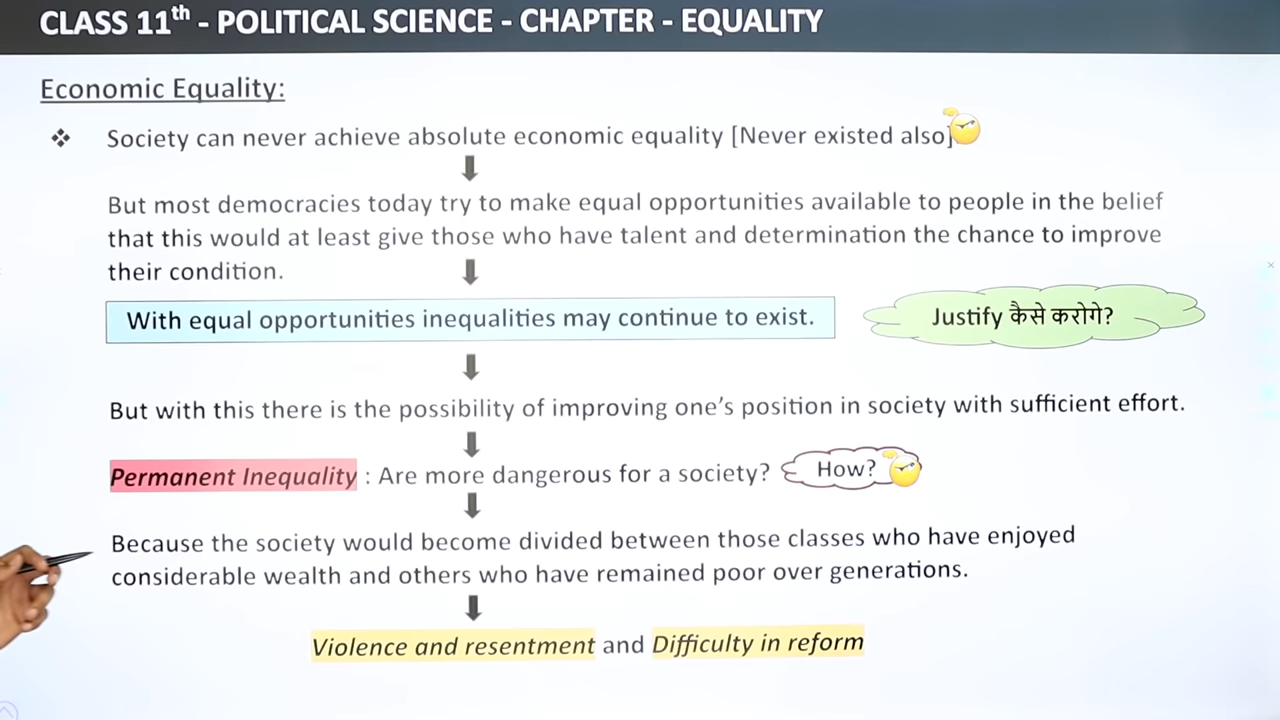 CLASS 11th - POLITICAL SCIENCE - CHAPTER - EQUALITY
Economic Equality:
❖ Society can never achieve absolute economic equality [Never existed also]
But most democracies today try to make equal opportunities available to people in the belief
that this would at least give those who have talent and determination the chance to improve
their condition.
With equal opportunities inequalities may continue to exist.
Justify कैसे करोगे?
But with this there is the possibility of improving one’s position in society with sufficient effort.
Permanent Inequality : Are more dangerous for a society?
How?
Because the society would become divided between those classes who have enjoyed
considerable wealth and others who have remained poor over generations.
Violence and resentment and Difficulty in reform